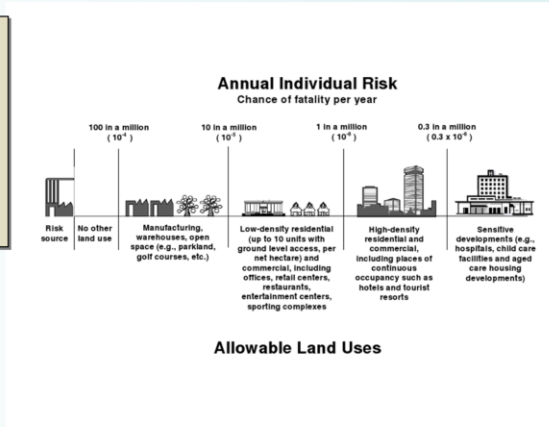 Annual Individual Risk
Chance of fatality per year
100 in a million
( 10⁻⁴ )
10 in a million
( 10⁻⁵ )
1 in a million
( 10⁻⁶ )
0.3 in a million
( 0.3 x 10⁻⁶ )
Risk
source
No other
land use
Manufacturing,
warehouses, open
space (e.g., parkland,
golf courses, etc.)
Low-density residential
(up to 10 units with
ground level access, per
net hectare) and
commercial, including
offices, retail centers,
restaurants,
entertainment centers,
sporting complexes
High-density
residential and
commercial,
including places of
continuous
occupancy such as
hotels and tourist
resorts
Sensitive
developments (e.g.,
hospitals, child care
facilities and aged
care housing
developments)
Allowable Land Uses